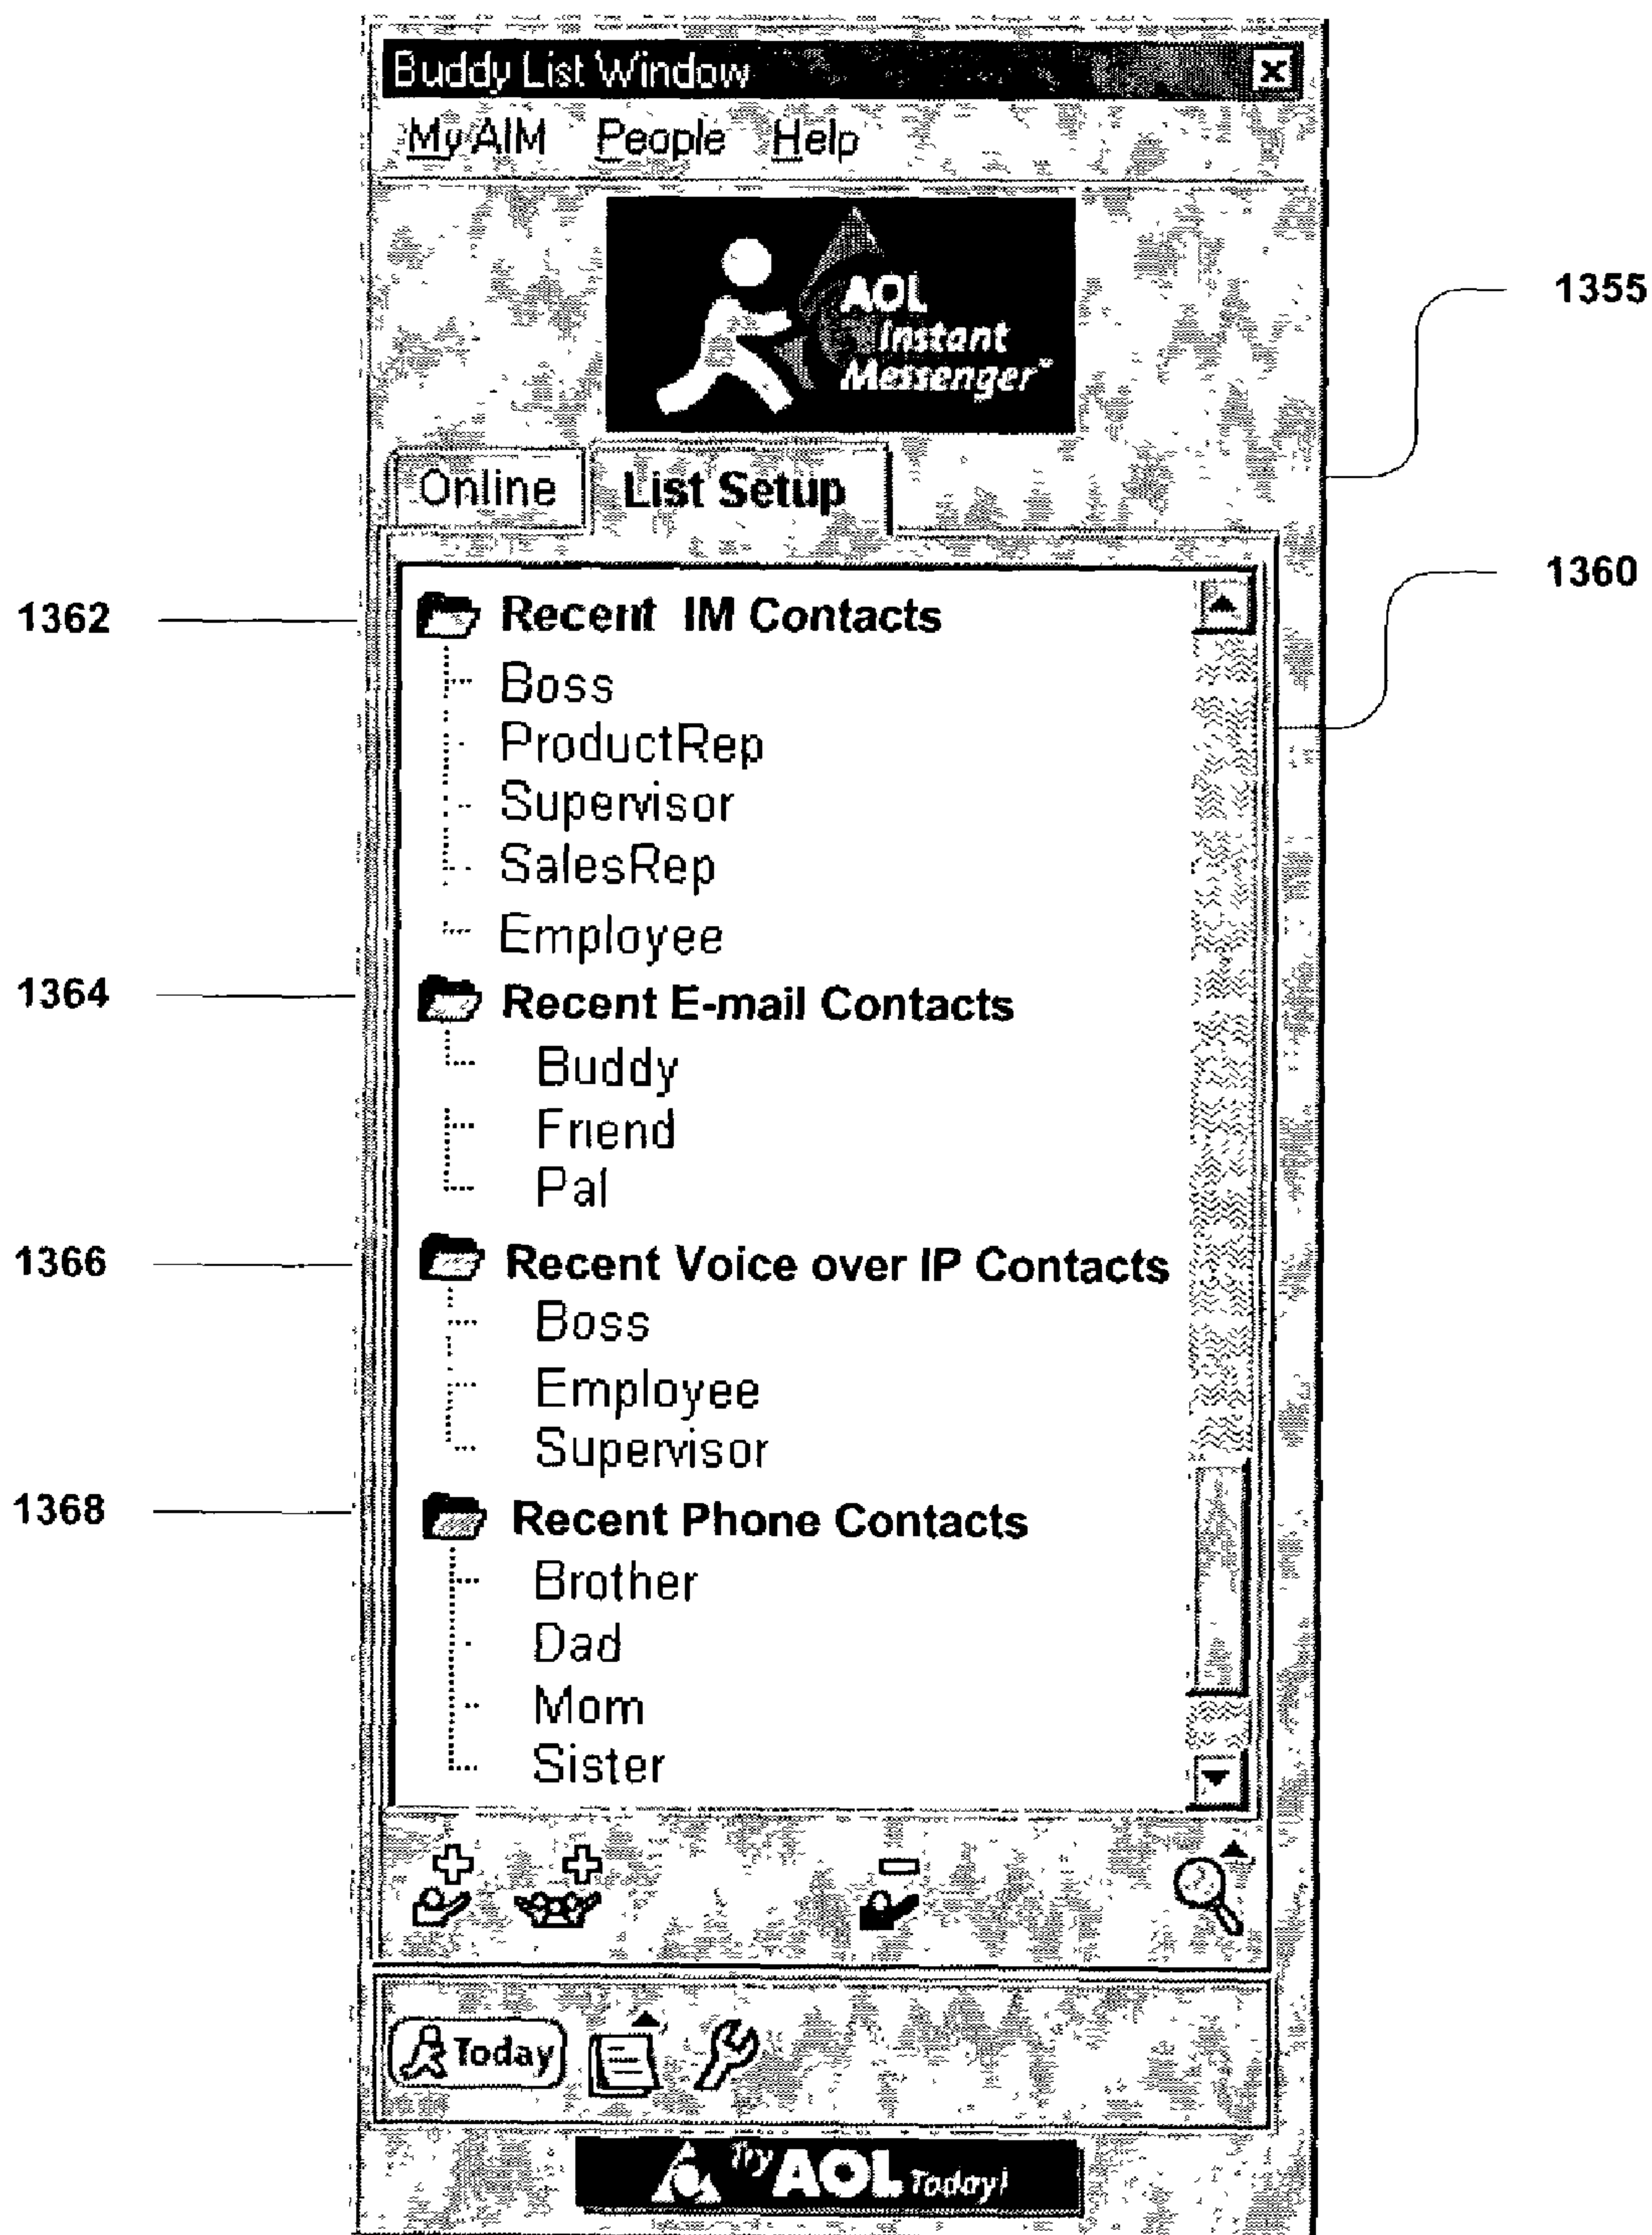 Buddy List Window
My AIM People Help
AOL
Instant
Messenger™
1355
Online List Setup
1360
1362 Recent IM Contacts
Boss
ProductRep
Supervisor
SalesRep
Employee
1364 Recent E-mail Contacts
Buddy
Friend
Pal
1366 Recent Voice over IP Contacts
Boss
Employee
Supervisor
1368 Recent Phone Contacts
Brother
Dad
Mom
Sister
Today
Try AOL Today!